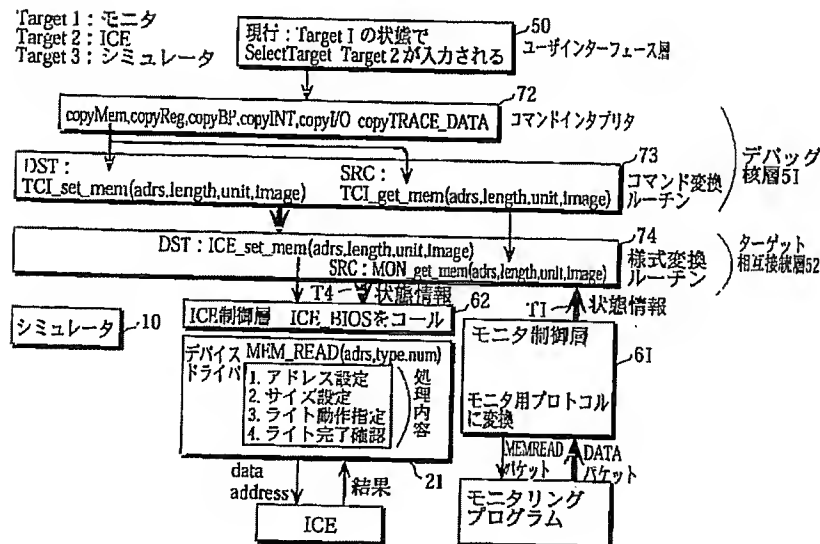 Target 1：モニタ
Target 2：ICE
Target 3：シミュレータ
現行：Target 1 の状態で
SelectTarget Target 2 が入力される
50
ユーザインターフェース層
72
copyMem,copyReg,copyBP,copyINT,copyI/O copyTRACE_DATA
コマンドインタプリタ
73
DST：
TCI_set_mem(adrs,length,unit,image)
SRC：
TCI_get_mem(adrs,length,unit,image)
コマンド変換
ルーチン
デバッグ
核層51
74
DST：ICE_set_mem(adrs,length,unit,image)
SRC：MON_get_mem(adrs,length,unit,image)
様式変換
ルーチン
ターゲット
相互接続層52
T4
状態情報
T1
状態情報
62
ICE制御層 ICE_BIOSをコール
シミュレータ
10
デバイス
ドライバ
MEM_READ(adrs,type,num)
1. アドレス設定
2. サイズ設定
3. ライト動作指定
4. ライト完了確認
処理内容
21
モニタ制御層
モニタ用プロトコル
に変換
61
data
address
結果
ICE
MEMREAD
パケット
DATA
パケット
モニタリング
プログラム